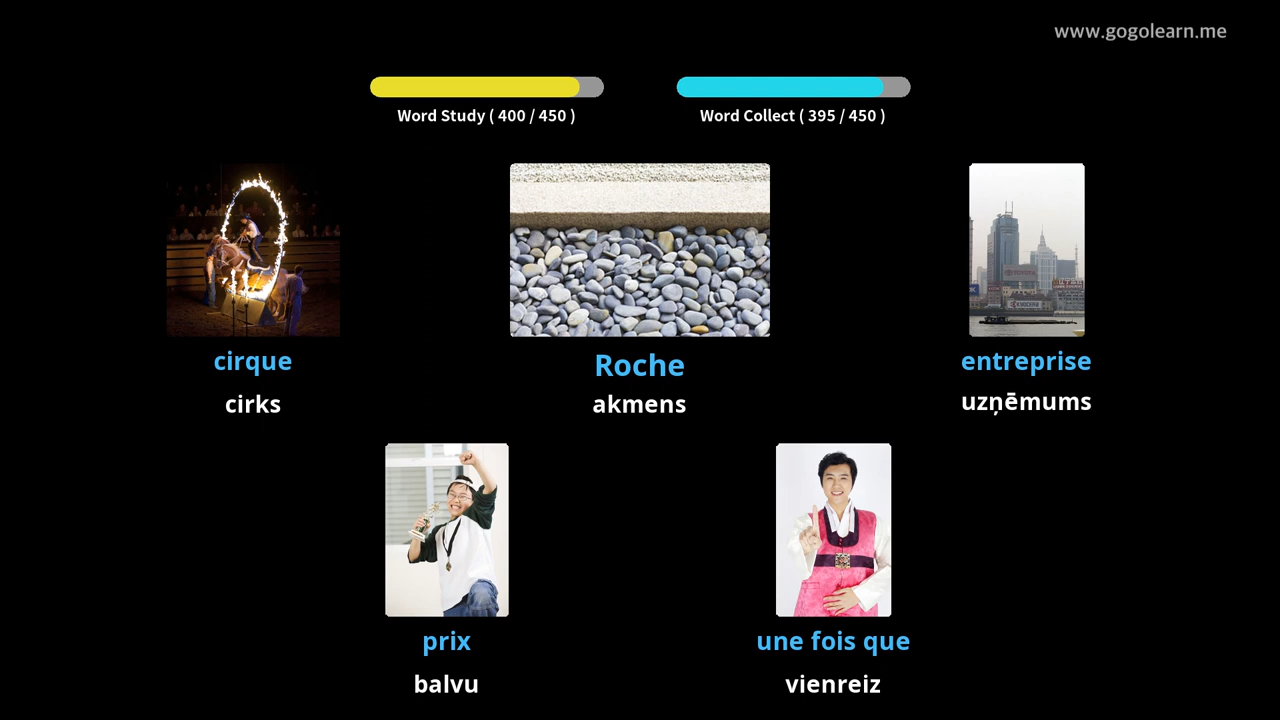 www.gogolearn.me
Word Study ( 400 / 450 )
Word Collect ( 395 / 450 )
TOYOTA
cirque
Roche
entreprise
cirks
akmens
uzņēmums
prix
une fois que
balvu
vienreiz